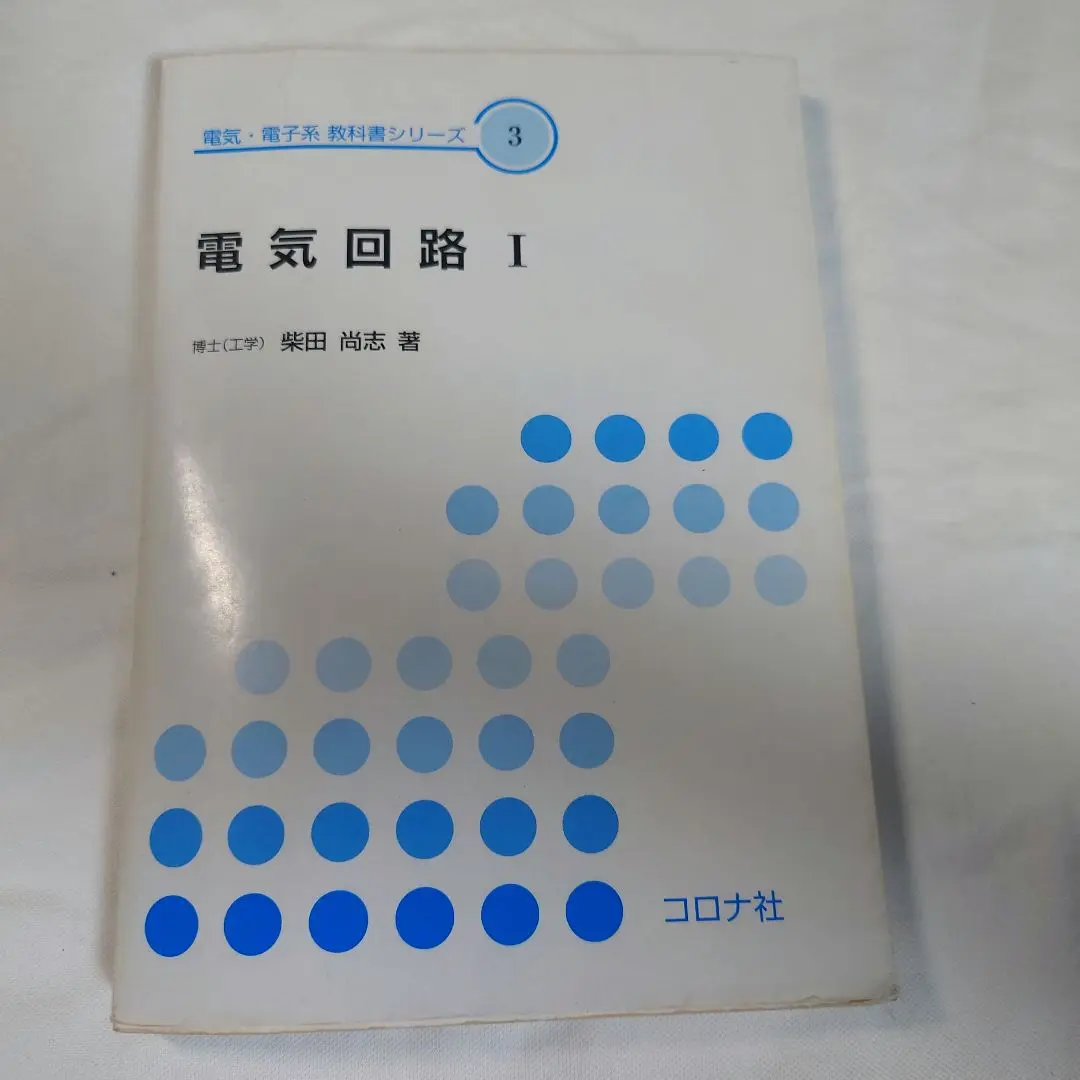 電気・電子系 教科書シリーズ 3
電気回路 I
博士(工学) 柴田 尚志 著
コロナ社